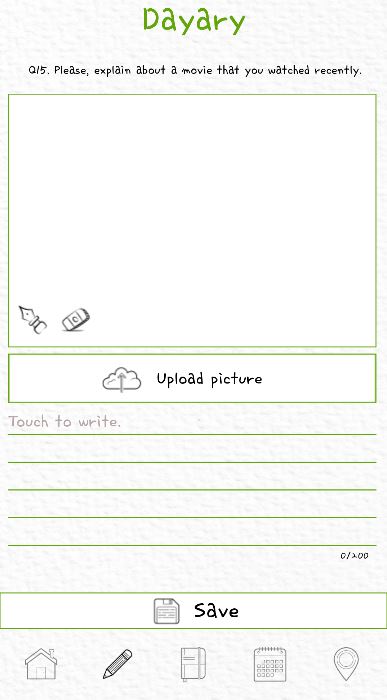 Dayary
Q15. Please, explain about a movie that you watched recently.
Upload picture
Touch to write.
0/200
Save